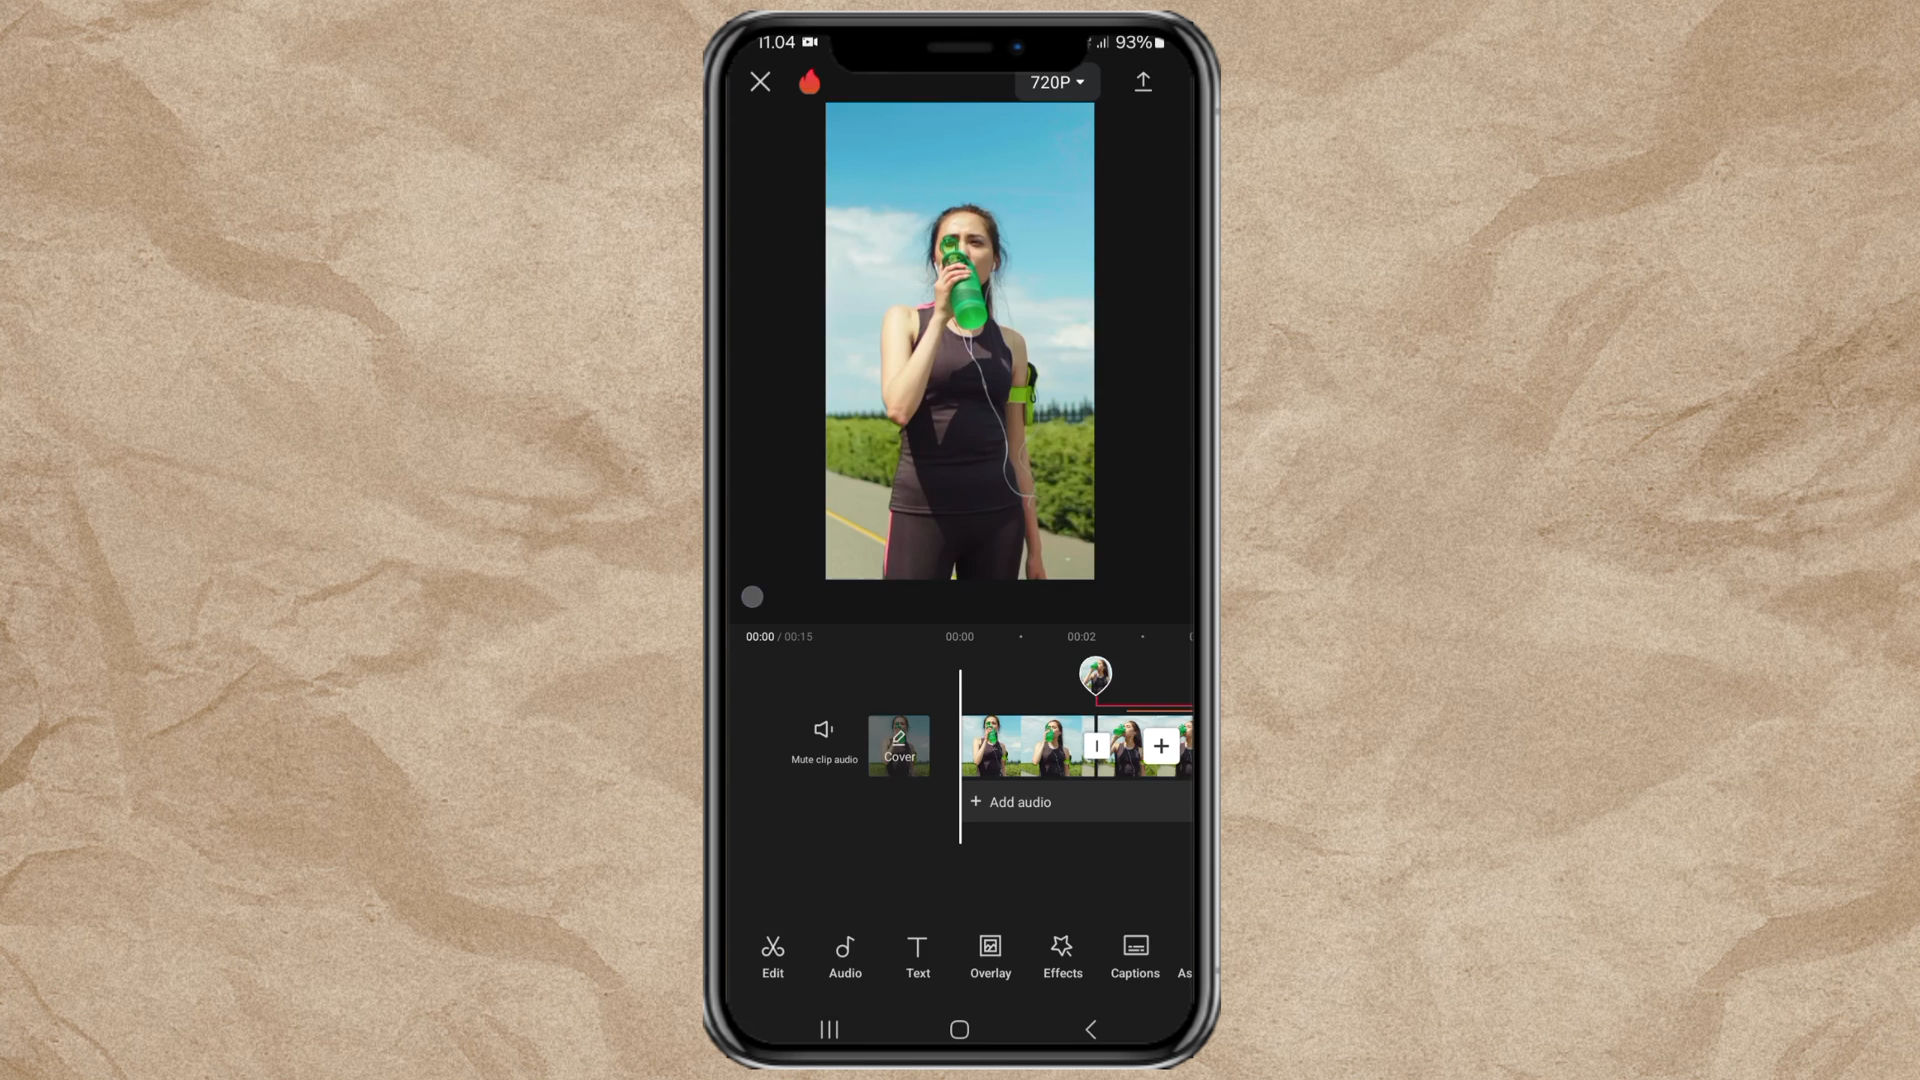 11.04
93%
720P
00:00 / 00:15
00:00
00:02
Mute clip audio
Cover
+ Add audio
Edit
Audio
Text
Overlay
Effects
Captions
As